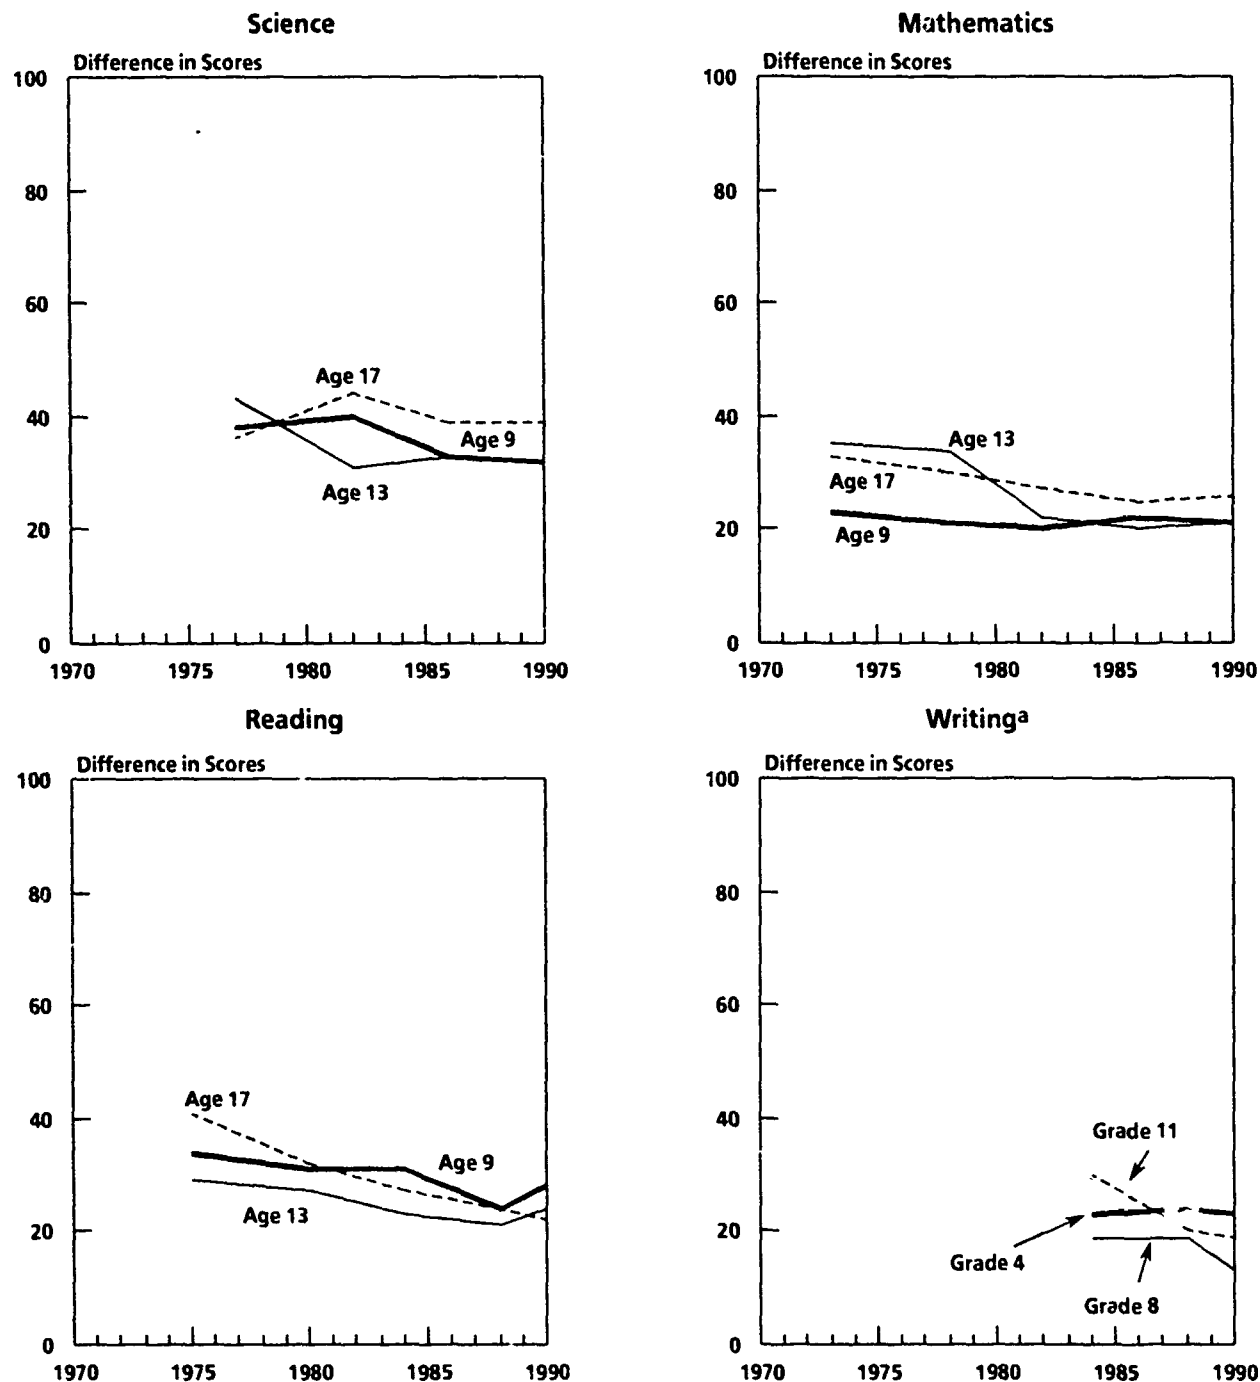 Science
Difference in Scores
100
80
60
40
20
0
Age 17
Age 9
Age 13
1970 1975 1980 1985 1990
Mathematics
Difference in Scores
100
80
60
40
20
0
Age 13
Age 17
Age 9
1970 1975 1980 1985 1990
Reading
Difference in Scores
100
80
60
40
20
0
Age 17
Age 9
Age 13
1970 1975 1980 1985 1990
Writingª
Difference in Scores
100
80
60
40
20
0
Grade 11
Grade 4
Grade 8
1970 1975 1980 1985 1990